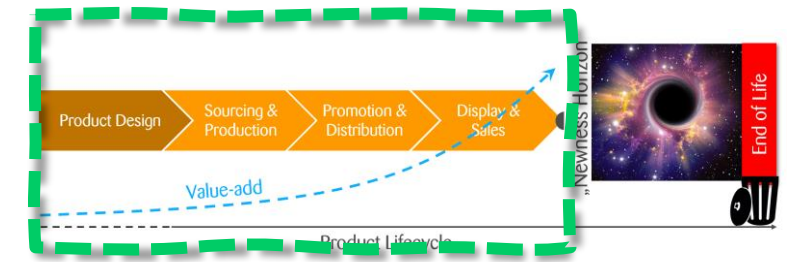 Product Design
Sourcing &
Production
Promotion &
Distribution
Display &
Sales
Value-add
Product Lifecycle
„Newness Horizon
End of Life